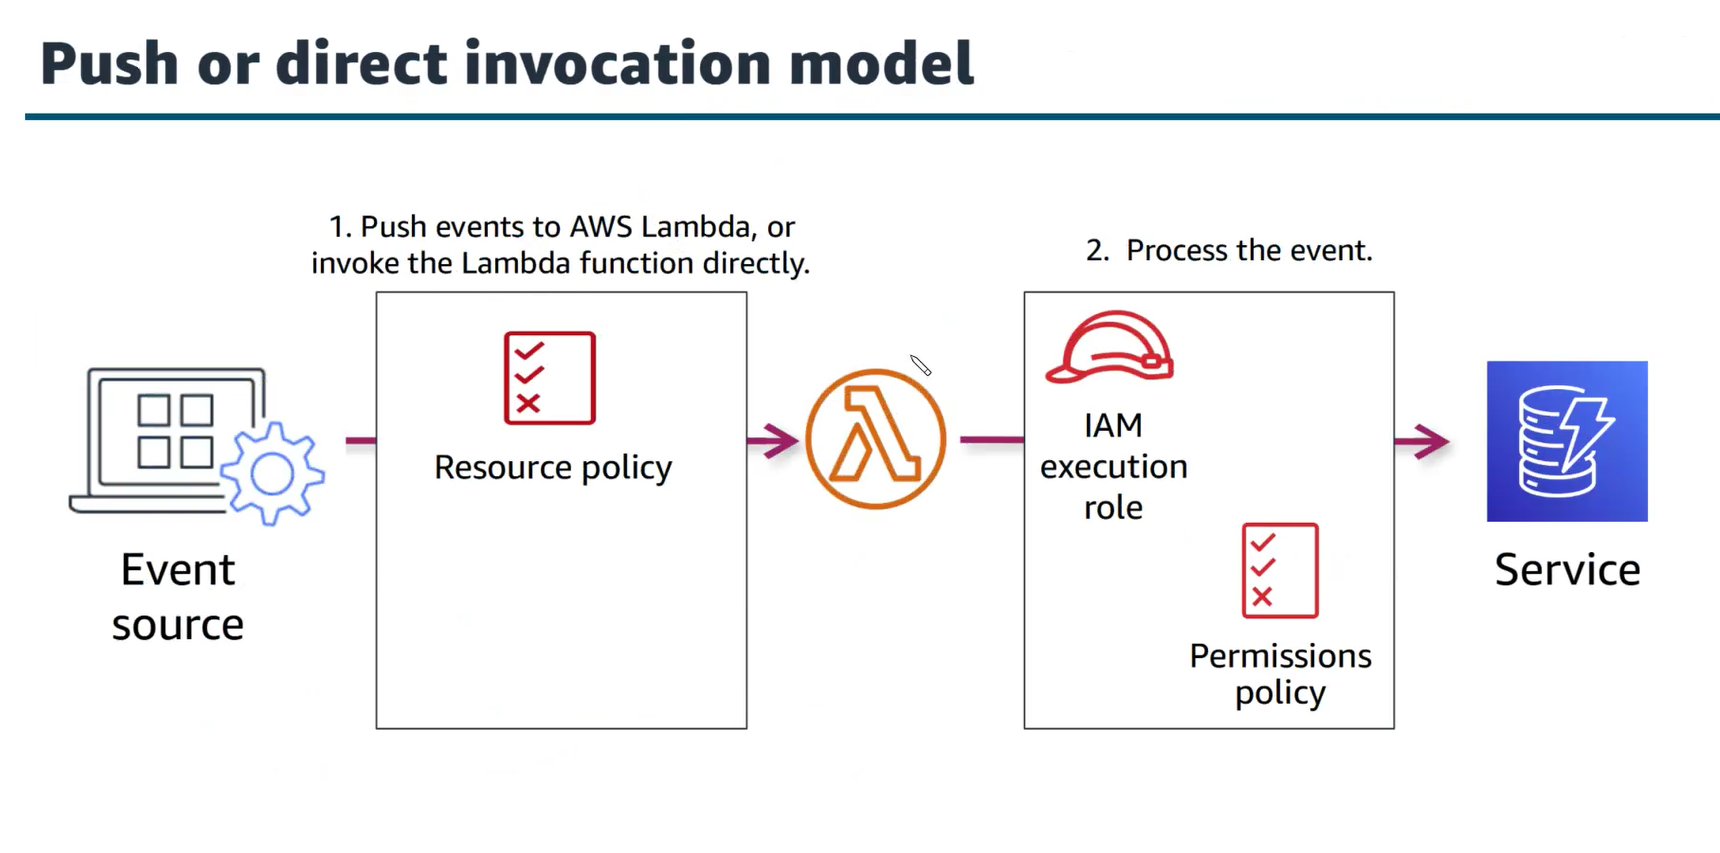 Push or direct invocation model
1. Push events to AWS Lambda, or
invoke the Lambda function directly.
2. Process the event.
Resource policy
IAM
execution
role
Permissions
policy
Event
source
Service